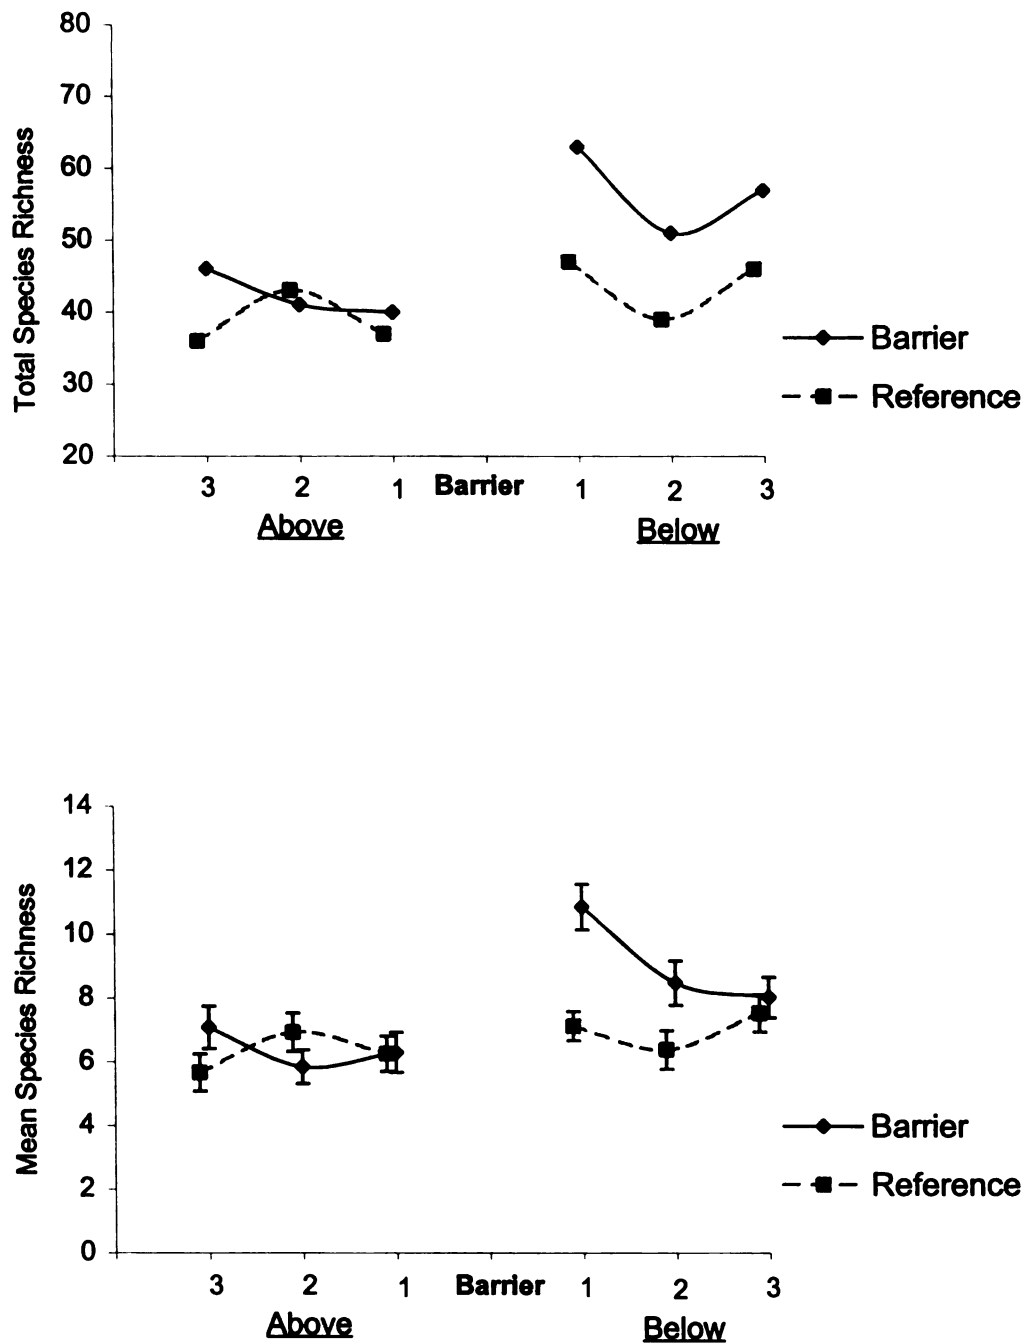 80
70
60
50
40
30
20
Total Species Richness
3 2 1 Barrier 1 2 3
Above Below
Barrier
Reference
14
12
10
8
6
4
2
0
Mean Species Richness
3 2 1 Barrier 1 2 3
Above Below
Barrier
Reference